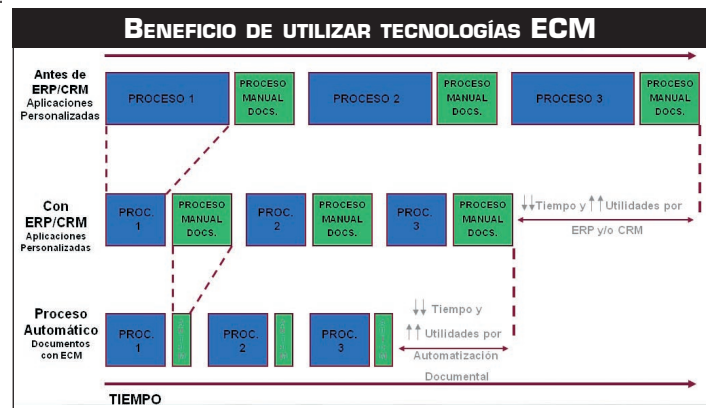 BENEFICIO DE UTILIZAR TECNOLOGÍAS ECM
Antes de
ERP/CRM
Aplicaciones
Personalizadas
PROCESO 1
PROCESO
MANUAL
DOCS.
PROCESO 2
PROCESO
MANUAL
DOCS.
PROCESO 3
PROCESO
MANUAL
DOCS.
Con
ERP/CRM
Aplicaciones
Personalizadas
PROC.
1
PROCESO
MANUAL
DOCS.
PROC.
2
PROCESO
MANUAL
DOCS.
PROC.
3
PROCESO
MANUAL
DOCS.
↓↓Tiempo y ↑↑Utilidades por
ERP y/o CRM
Proceso
Automático
Documentos
con ECM
PROC.
1
PROC.
2
PROC.
3
↓↓ Tiempo y
↑↑ Utilidades por
Automatización
Documental
TIEMPO